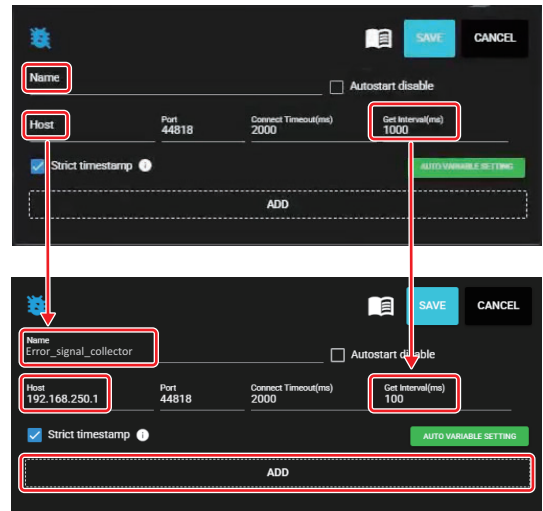 SAVE CANCEL
Name
Autostart disable
Host Port Connect Timeout(ms) Get Interval(ms)
44818 2000 1000
Strict timestamp i AUTO VARIABLE SETTING
ADD
SAVE CANCEL
Name
Error_signal_collector
Autostart disable
Host Port Connect Timeout(ms) Get Interval(ms)
192.168.250.1 44818 2000 100
Strict timestamp i AUTO VARIABLE SETTING
ADD